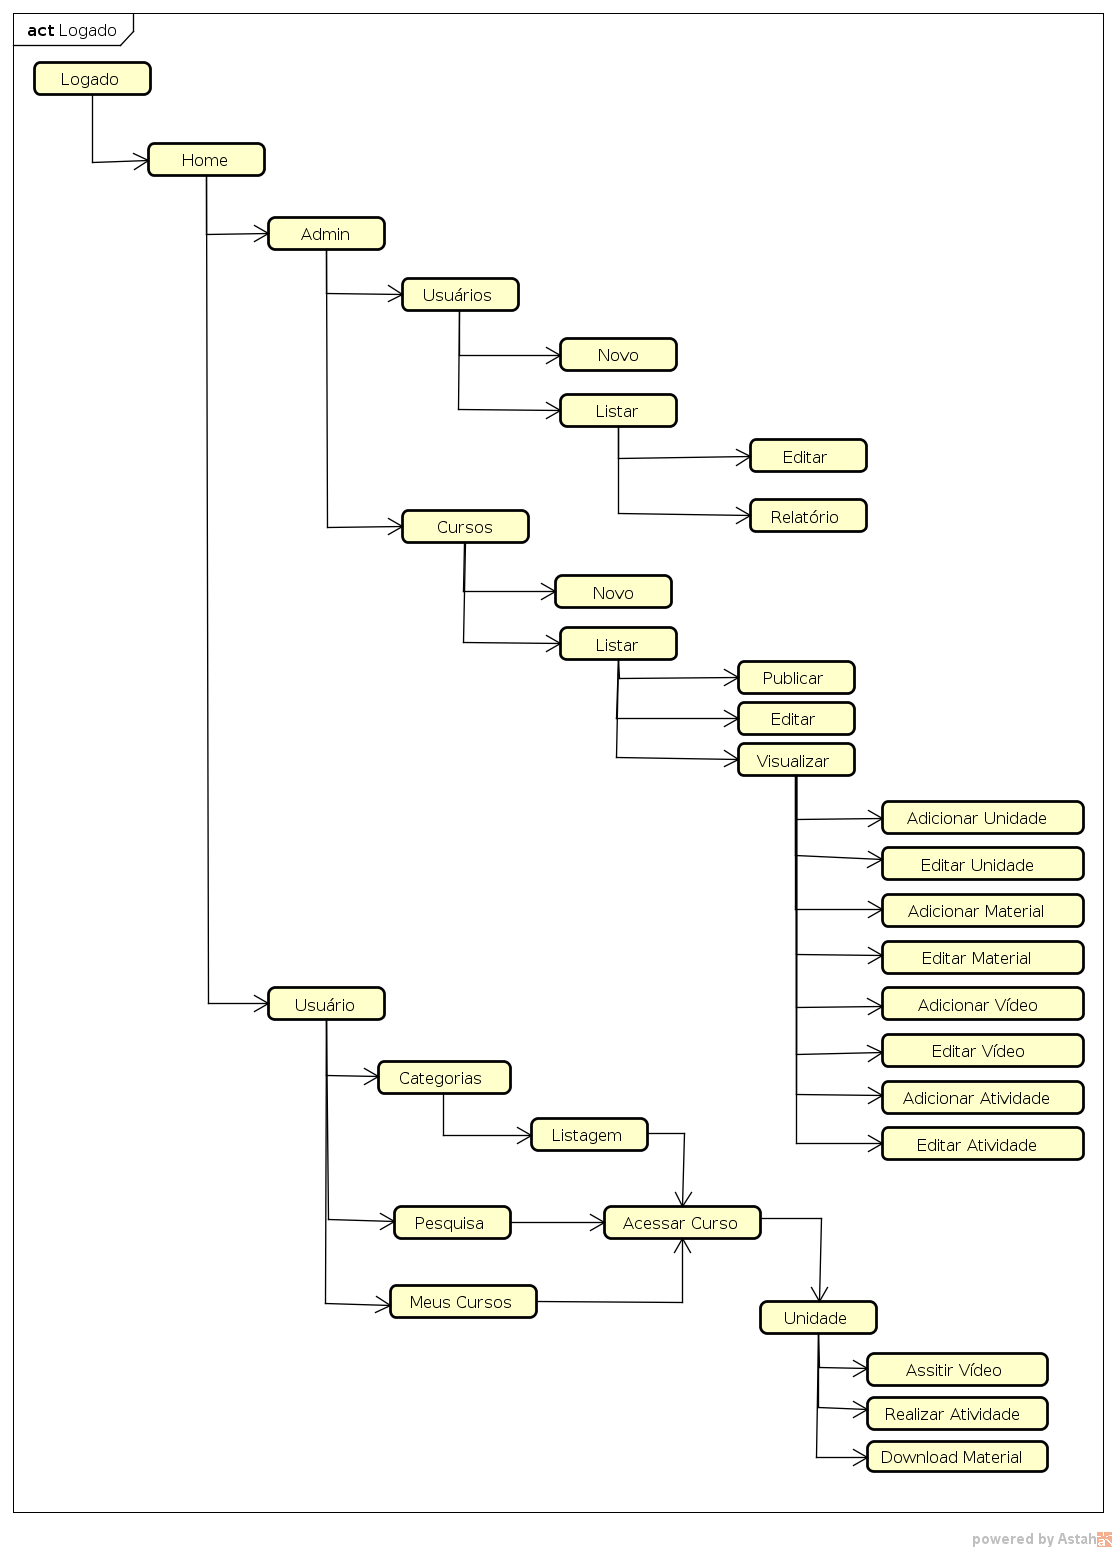 act Logado
Logado
Home
Admin
Usuários
Novo
Listar
Editar
Relatório
Cursos
Novo
Listar
Publicar
Editar
Visualizar
Adicionar Unidade
Editar Unidade
Adicionar Material
Editar Material
Adicionar Vídeo
Editar Vídeo
Adicionar Atividade
Editar Atividade
Usuário
Categorias
Listagem
Pesquisa
Acessar Curso
Meus Cursos
Unidade
Assitir Vídeo
Realizar Atividade
Download Material
powered by Astah